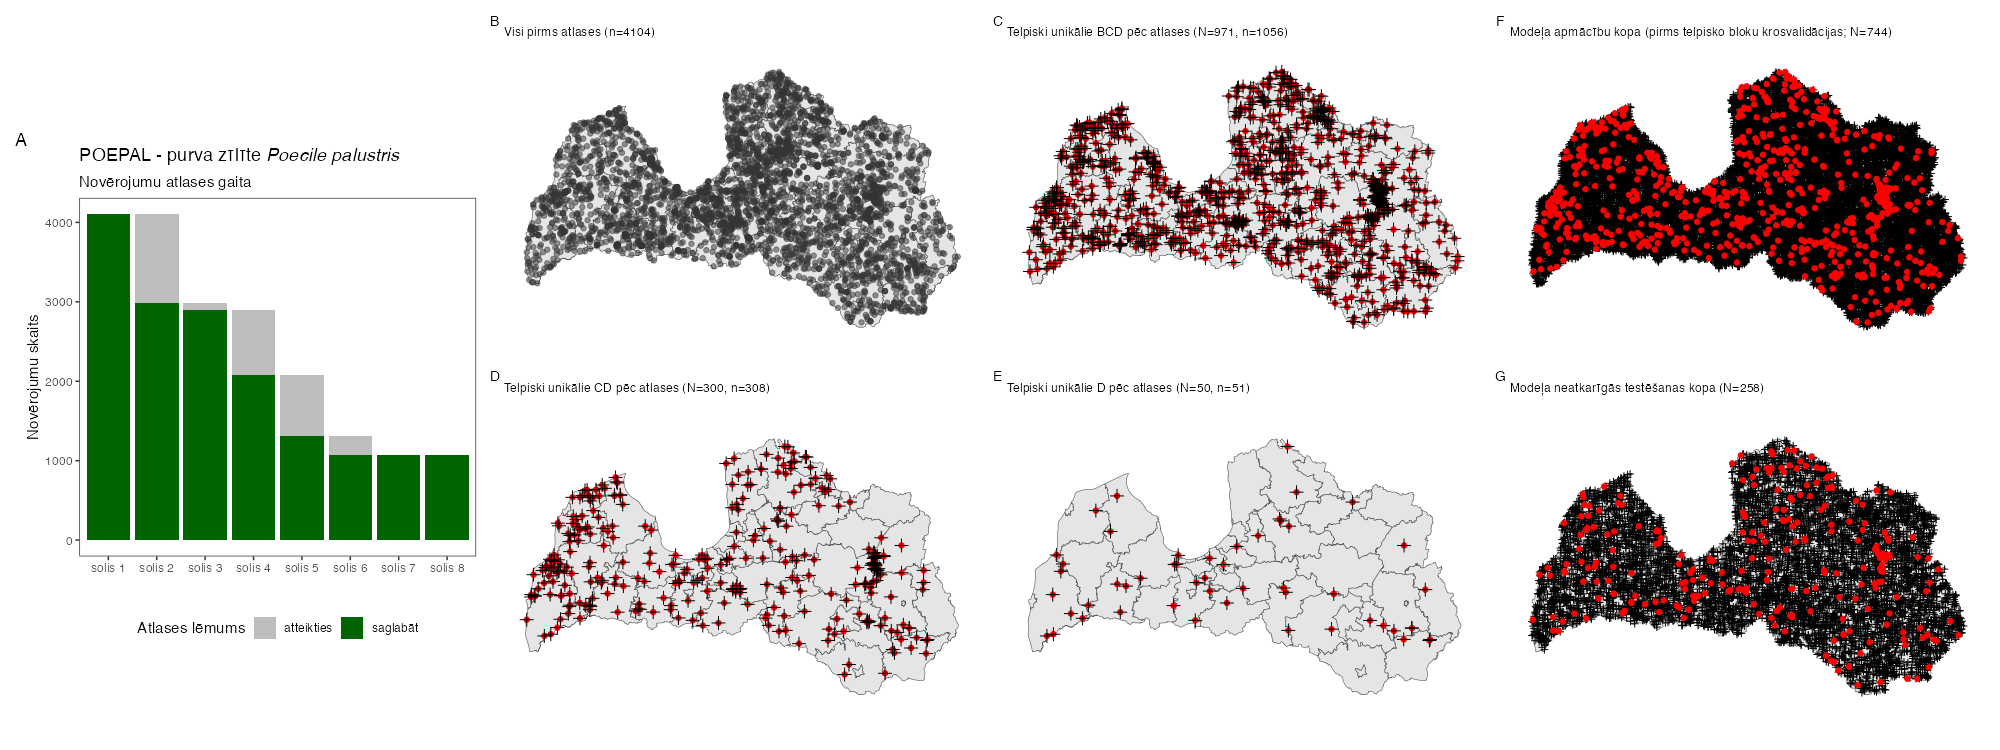 A
POEPAL - purva zīlīte Poecile palustris
Novērojumu atlases gaita
Novērojumu skaits
4000
3000
2000
1000
0
solis 1 solis 2 solis 3 solis 4 solis 5 solis 6 solis 7 solis 8
Atlases lēmums atteikties saglabāt
B
Visi pirms atlases (n=4104)
C
Telpiski unikālie BCD pēc atlases (N=971, n=1056)
F
Modeļa apmācību kopa (pirms telpisko bloku krosvalidācijas; N=744)
D
Telpiski unikālie CD pēc atlases (N=300, n=308)
E
Telpiski unikālie D pēc atlases (N=50, n=51)
G
Modeļa neatkarīgās testēšanas kopa (N=258)